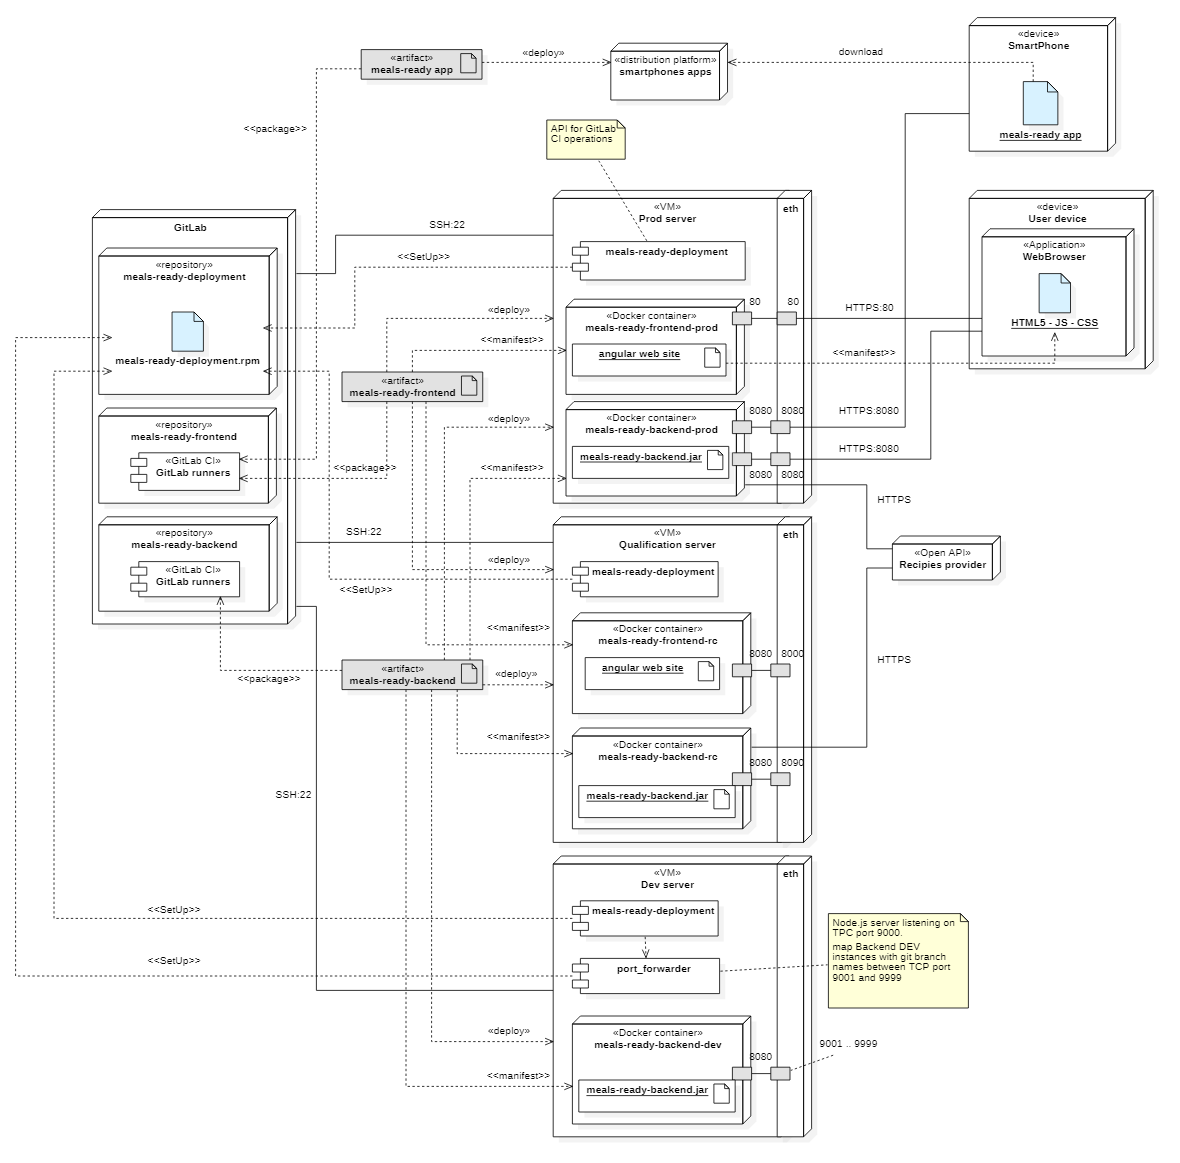 «artifact»
meals-ready app
«deploy»
«distribution platform»
smartphones apps
download
«device»
SmartPhone
meals-ready app
<<package>>
API for GitLab
CI operations
GitLab
«repository»
meals-ready-deployment
meals-ready-deployment.rpm
«repository»
meals-ready-frontend
«GitLab CI»
GitLab runners
«repository»
meals-ready-backend
«GitLab CI»
GitLab runners
SSH:22
<<SetUp>>
«deploy»
<<manifest>>
«artifact»
meals-ready-frontend
«deploy»
<<package>>
<<manifest>>
«VM»
Prod server
eth
meals-ready-deployment
«Docker container»
meals-ready-frontend-prod
angular web site
80
80
«Docker container»
meals-ready-backend-prod
meals-ready-backend.jar
8080
8080
8080
8080
HTTPS:80
<<manifest>>
HTTPS:8080
HTTPS:8080
«device»
User device
«Application»
WebBrowser
HTML5 - JS - CSS
HTTPS
«Open API»
Recipies provider
HTTPS
SSH:22
«deploy»
<<SetUp>>
<<manifest>>
«VM»
Qualification server
eth
meals-ready-deployment
«Docker container»
meals-ready-frontend-rc
angular web site
8080
8000
«artifact»
meals-ready-backend
<<package>>
«deploy»
<<manifest>>
«Docker container»
meals-ready-backend-rc
meals-ready-backend.jar
8080
8090
SSH:22
«VM»
Dev server
eth
<<SetUp>>
meals-ready-deployment
<<SetUp>>
port_forwarder
Node.js server listening on
TPC port 9000.
map Backend DEV
instances with git branch
names between TCP port
9001 and 9999
«deploy»
<<manifest>>
«Docker container»
meals-ready-backend-dev
meals-ready-backend.jar
8080
9001 .. 9999